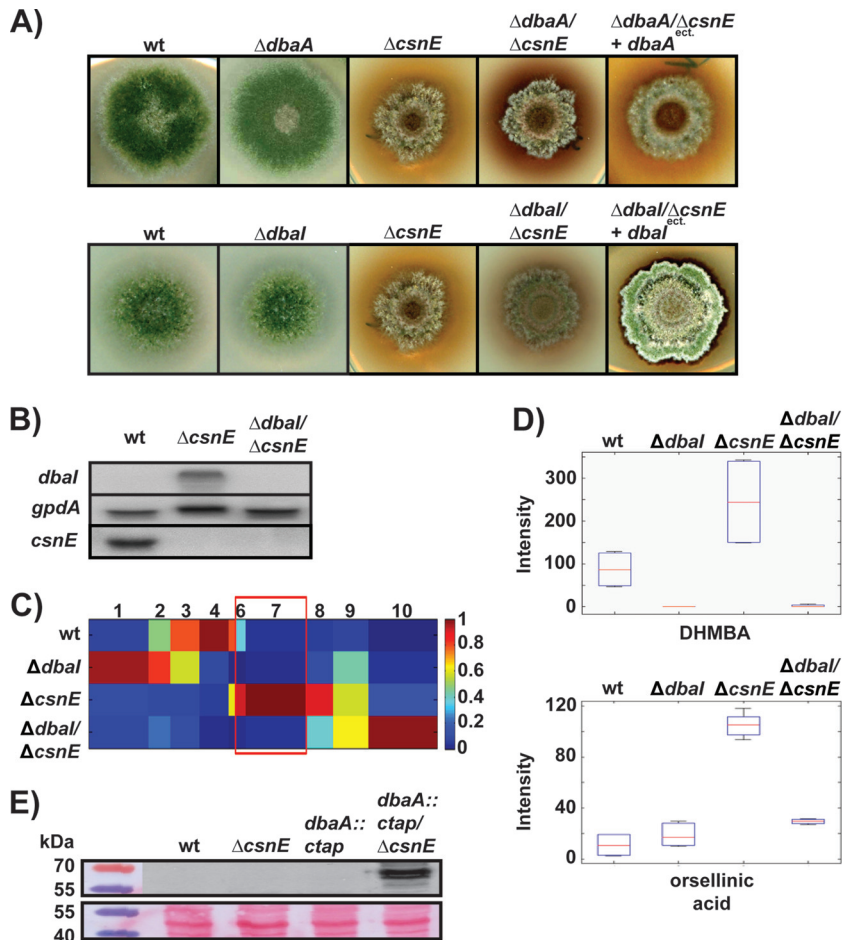 A)
wt ΔdbaA ΔcsnE ΔdbaA/ ΔcsnE ΔdbaA/ΔcsnE ect. + dbaA
wt ΔdbaI ΔcsnE ΔdbaI/ ΔcsnE ΔdbaI/ΔcsnE ect. + dbaI
B)
wt ΔcsnE ΔdbaI/ ΔcsnE
dbaI
gpdA
csnE
C)
1 2 3 4 6 7 8 9 10
wt
ΔdbaI
ΔcsnE
ΔdbaI/
ΔcsnE
1
0.8
0.6
0.4
0.2
0
D)
wt ΔdbaI ΔcsnE ΔdbaI/ ΔcsnE
Intensity
300
200
100
0
DHMBA
wt ΔdbaI ΔcsnE ΔdbaI/ ΔcsnE
Intensity
120
80
40
0
orsellinic
acid
E)
kDa wt ΔcsnE dbaA:: ctap dbaA:: ctap/ ΔcsnE
70
55
55
40